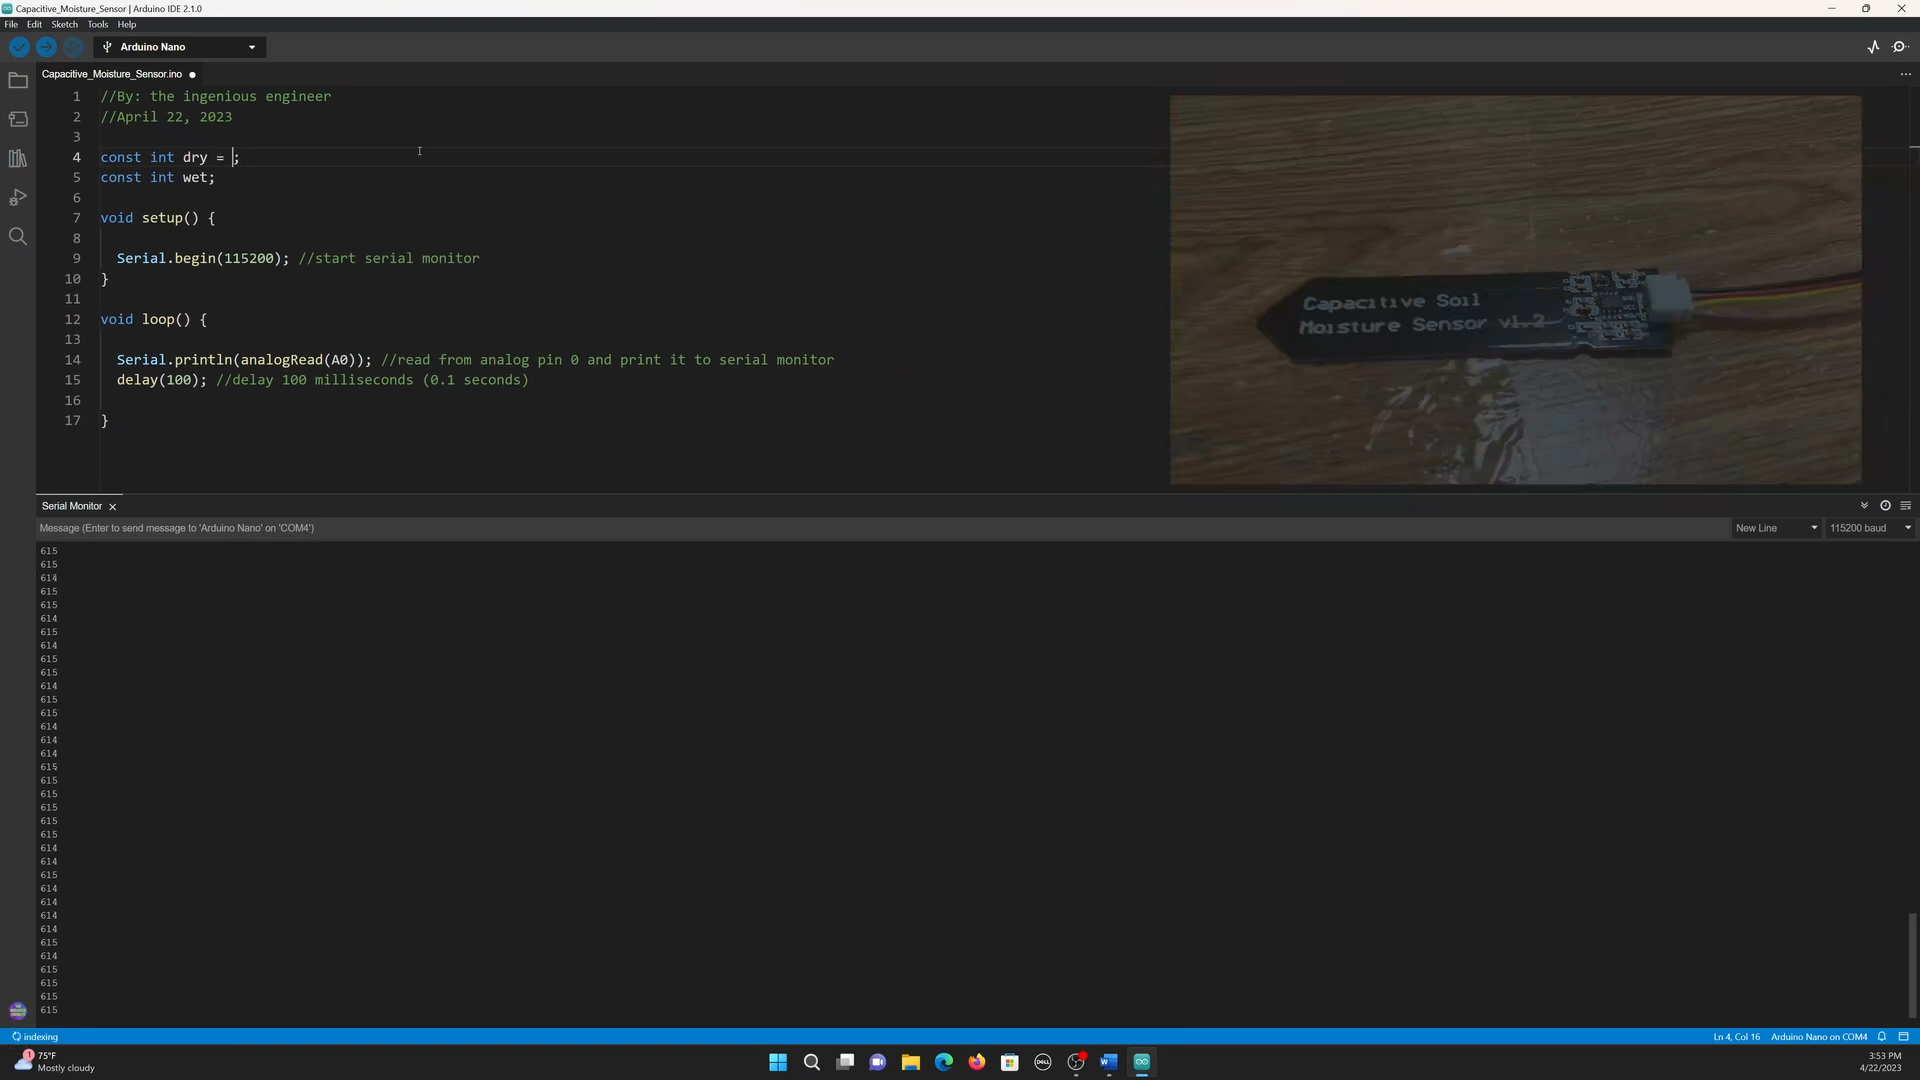 Capacitive_Moisture_Sensor | Arduino IDE 2.1.0
File Edit Sketch Tools Help
Arduino Nano
Capacitive_Moisture_Sensor.ino
1 //By: the ingenious engineer
2 //April 22, 2023
3
4 const int dry = ;
5 const int wet;
6
7 void setup() {
8
9 Serial.begin(115200); //start serial monitor
10 }
11
12 void loop() {
13
14 Serial.println(analogRead(A0)); //read from analog pin 0 and print it to serial monitor
15 delay(100); //delay 100 milliseconds (0.1 seconds)
16
17 }
Capacitive Soil
Moisture Sensor v1.2
Serial Monitor
Message (Enter to send message to 'Arduino Nano' on 'COM4')
New Line
115200 baud
615
615
614
615
615
614
615
614
615
615
614
615
615
614
614
614
615
615
615
615
615
615
614
614
615
614
614
614
614
615
614
615
615
615
615
indexing
Ln 4, Col 16
Arduino Nano on COM4
1
75°F
Mostly cloudy
DELL
W
3:53 PM
4/22/2023